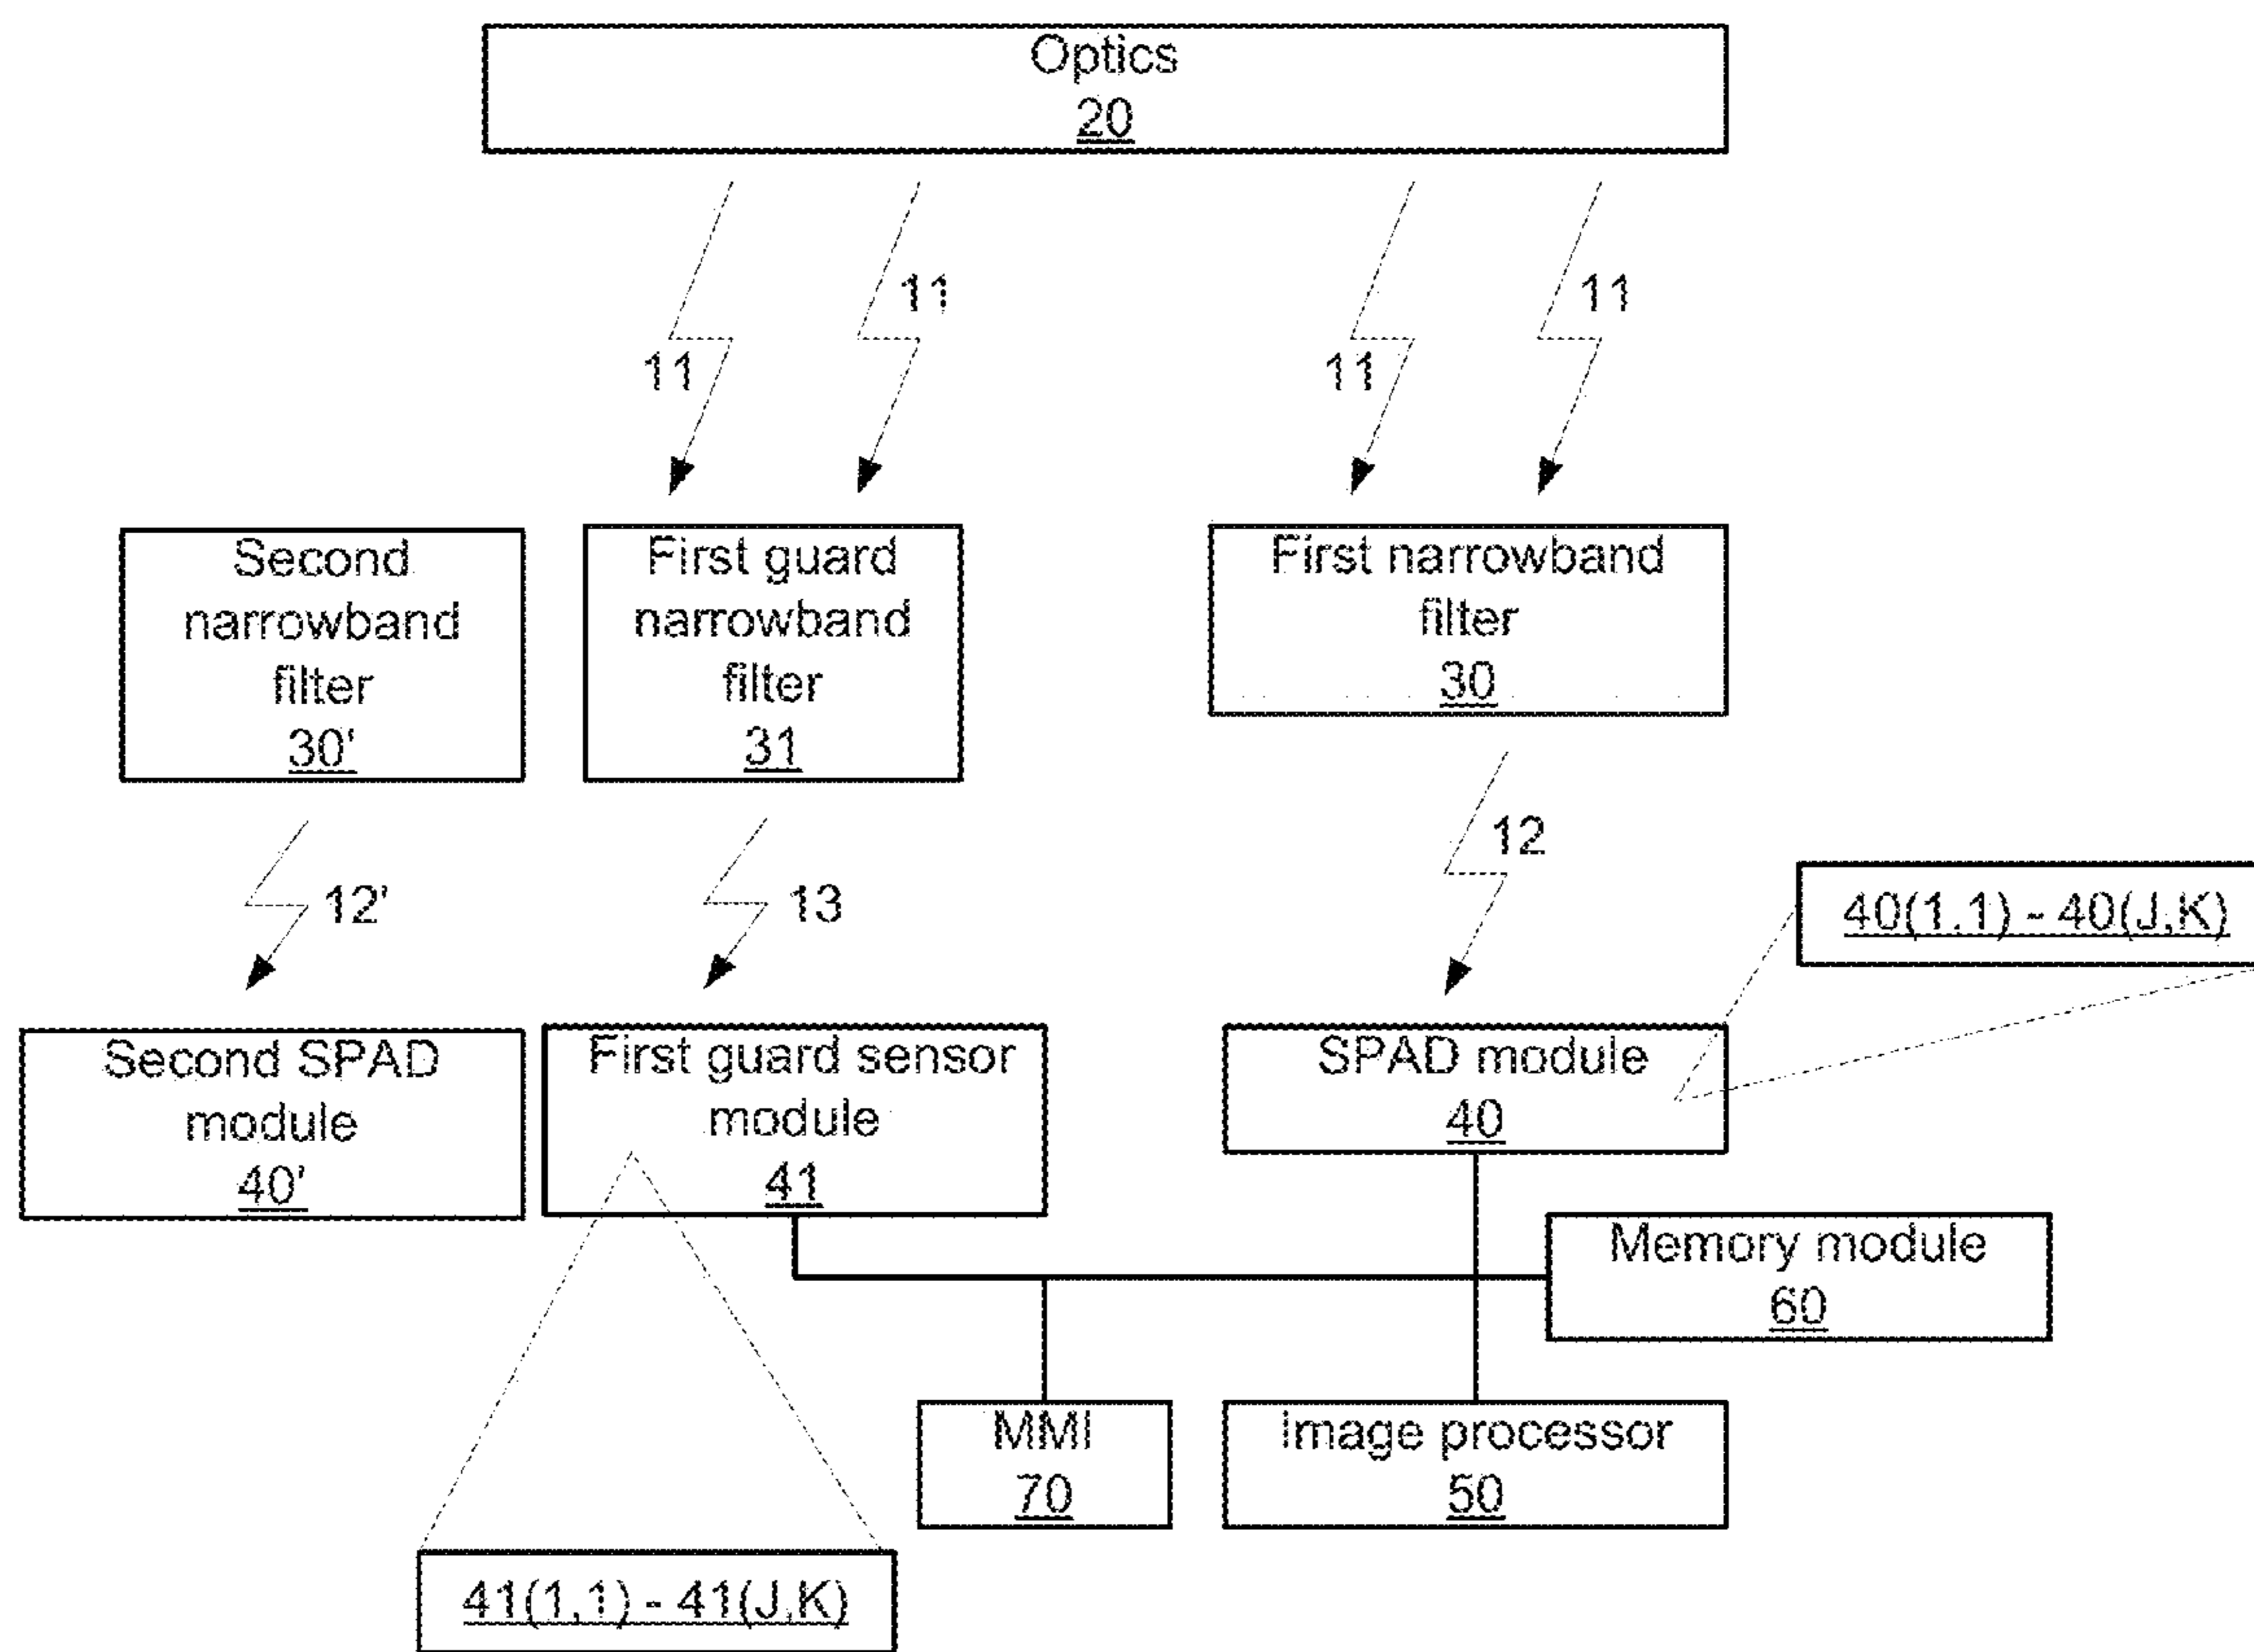 Optics
20
11
11
11
11
Second
narrowband
filter
30'
First guard
narrowband
filter
31
First narrowband
filter
30
12'
13
12
40(1.1) - 40(J,K)
Second SPAD
module
40'
First guard sensor
module
41
SPAD module
40
Memory module
60
MMI
70
Image processor
50
41(1,1) - 41(J,K)